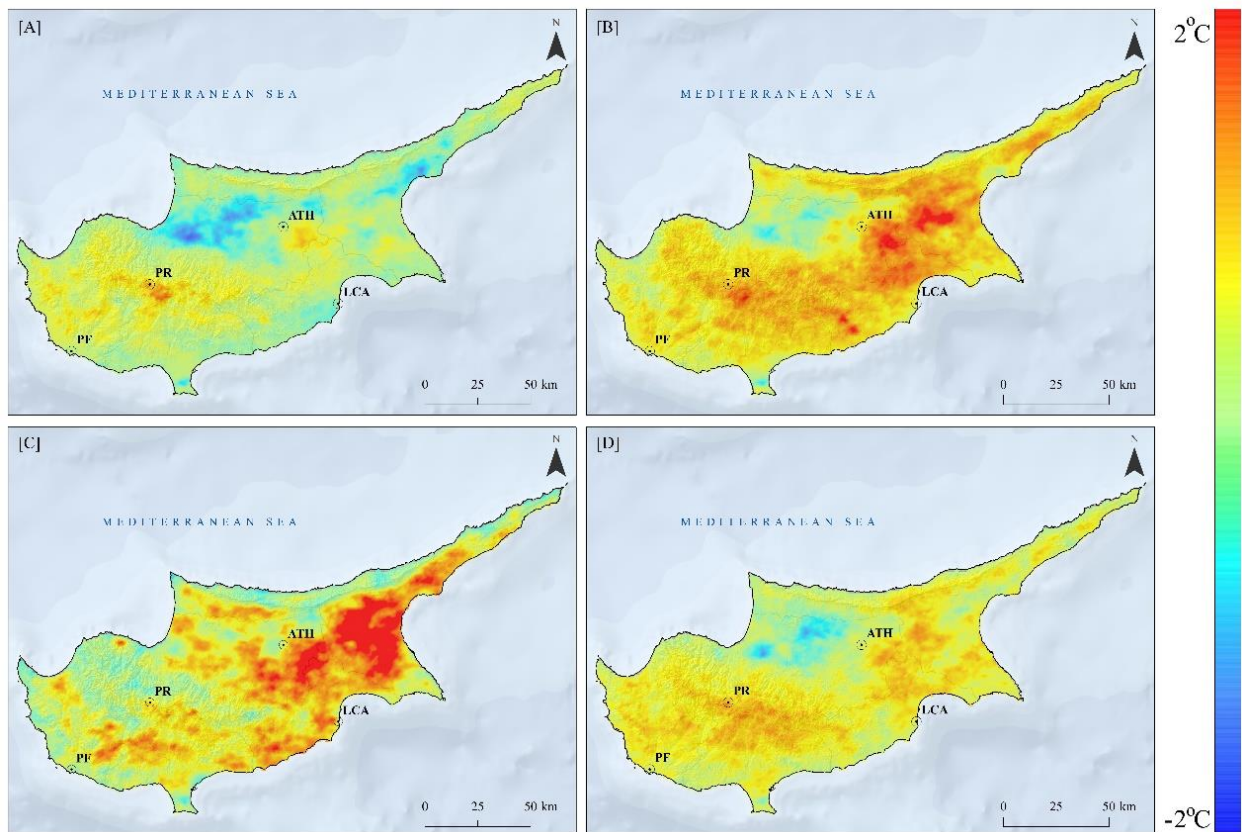 [A]
N
MEDITERRANEAN SEA
ATH
PR
LCA
PF
0 25 50 km
[B]
N
MEDITERRANEAN SEA
ATH
PR
LCA
PF
0 25 50 km
[C]
N
MEDITERRANEAN SEA
ATH
PR
LCA
PF
0 25 50 km
[D]
N
MEDITERRANEAN SEA
ATH
PR
LCA
PF
0 25 50 km
2°C
-2°C